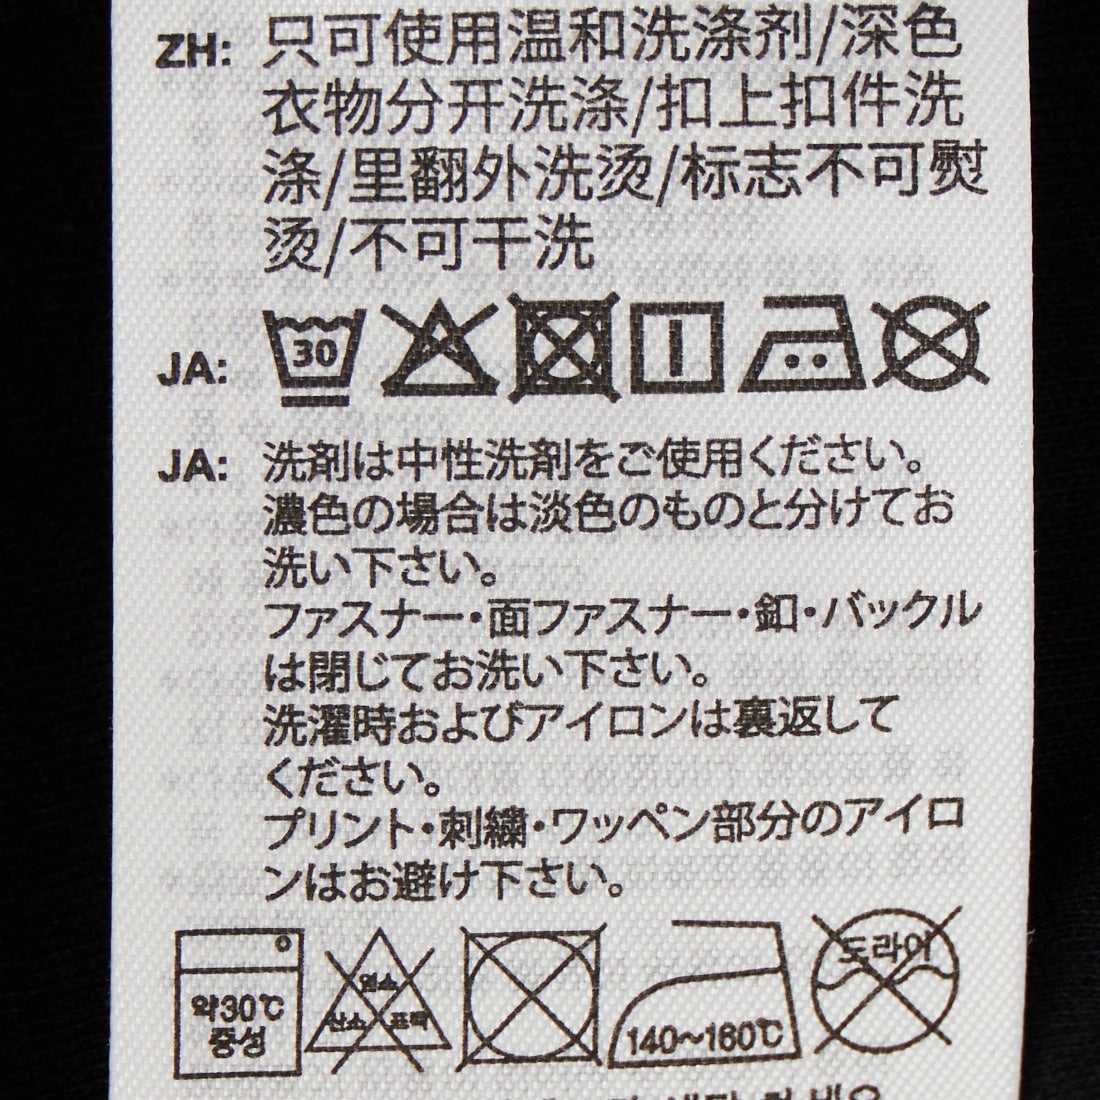 ZH: 只可使用温和洗涤剂/深色
衣物分开洗涤/扣上扣件洗
涤/里翻外洗烫/标志不可熨
烫/不可干洗
JA: 30
JA: 洗剤は中性洗剤をご使用ください。
濃色の場合は淡色のものと分けてお
洗い下さい。
ファスナー・面ファスナー・釦・バックル
は閉じてお洗い下さい。
洗濯時およびアイロンは裏返して
ください。
プリント・刺繍・ワッペン部分のアイロ
ンはお避け下さい。
약30℃
중성
염소
산소 표백
140~160℃
도라이